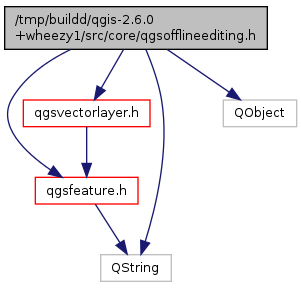 /tmp/buildd/qgis-2.6.0
+wheezy1/src/core/qgsofflineediting.h
qgsvectorlayer.h
QObject
qgsfeature.h
QString